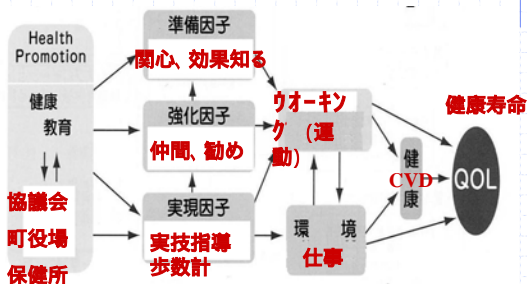 Health
Promotion
健康
教育
協議会
町役場
保健所
準備因子
関心、効果知る
強化因子
仲間、勧め
実現因子
実技指導
歩数計
ウオーキン
グ（運
動）
環 境
仕事
健
CVD
康
健康寿命
QOL